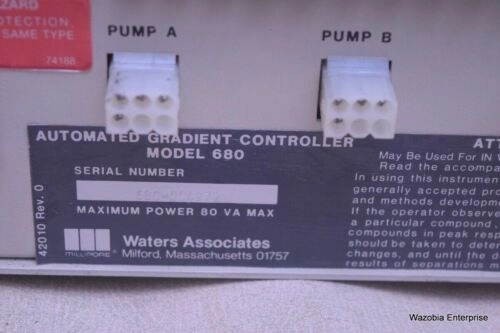 ZARD
OTECTION,
SAME TYPE
74188
PUMP A
PUMP B
AUTOMATED GRADIENT CONTROLLER
MODEL 680
SERIAL NUMBER
MAXIMUM POWER 80 VA MAX
42010 Rev. 0
MILLIPORE
Waters Associates
Milford, Massachusetts 01757
ATT
May Be Used For IN V
Read the accompa
In using this instrument
generally accepted pro
and methods developm
If the operator observe
a particular compound,
compounds in peak resp
should be taken to deter
changes, and until the d
results of separations m
Wazobia Enterprise